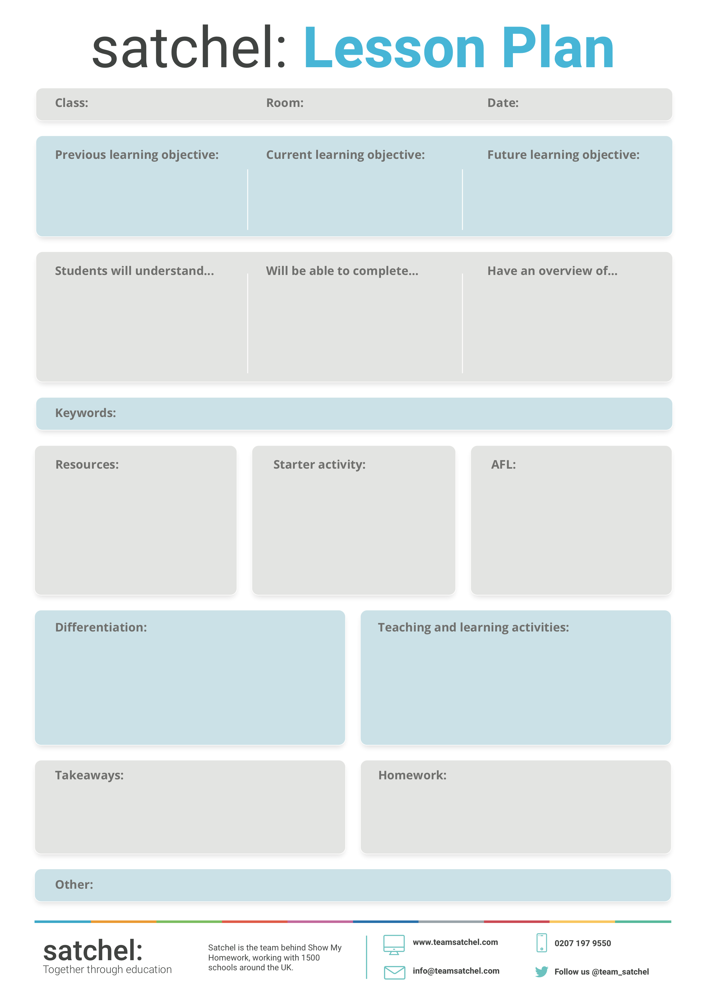 satchel: Lesson Plan
Class: Room: Date:
Previous learning objective: Current learning objective: Future learning objective:
Students will understand... Will be able to complete... Have an overview of...
Keywords:
Resources: Starter activity: AFL:
Differentiation: Teaching and learning activities:
Takeaways: Homework:
Other:
satchel:
Together through education
Satchel is the team behind Show My
Homework, working with 1500
schools around the UK.
www.teamsatchel.com
info@teamsatchel.com
0207 197 9550
Follow us @team_satchel